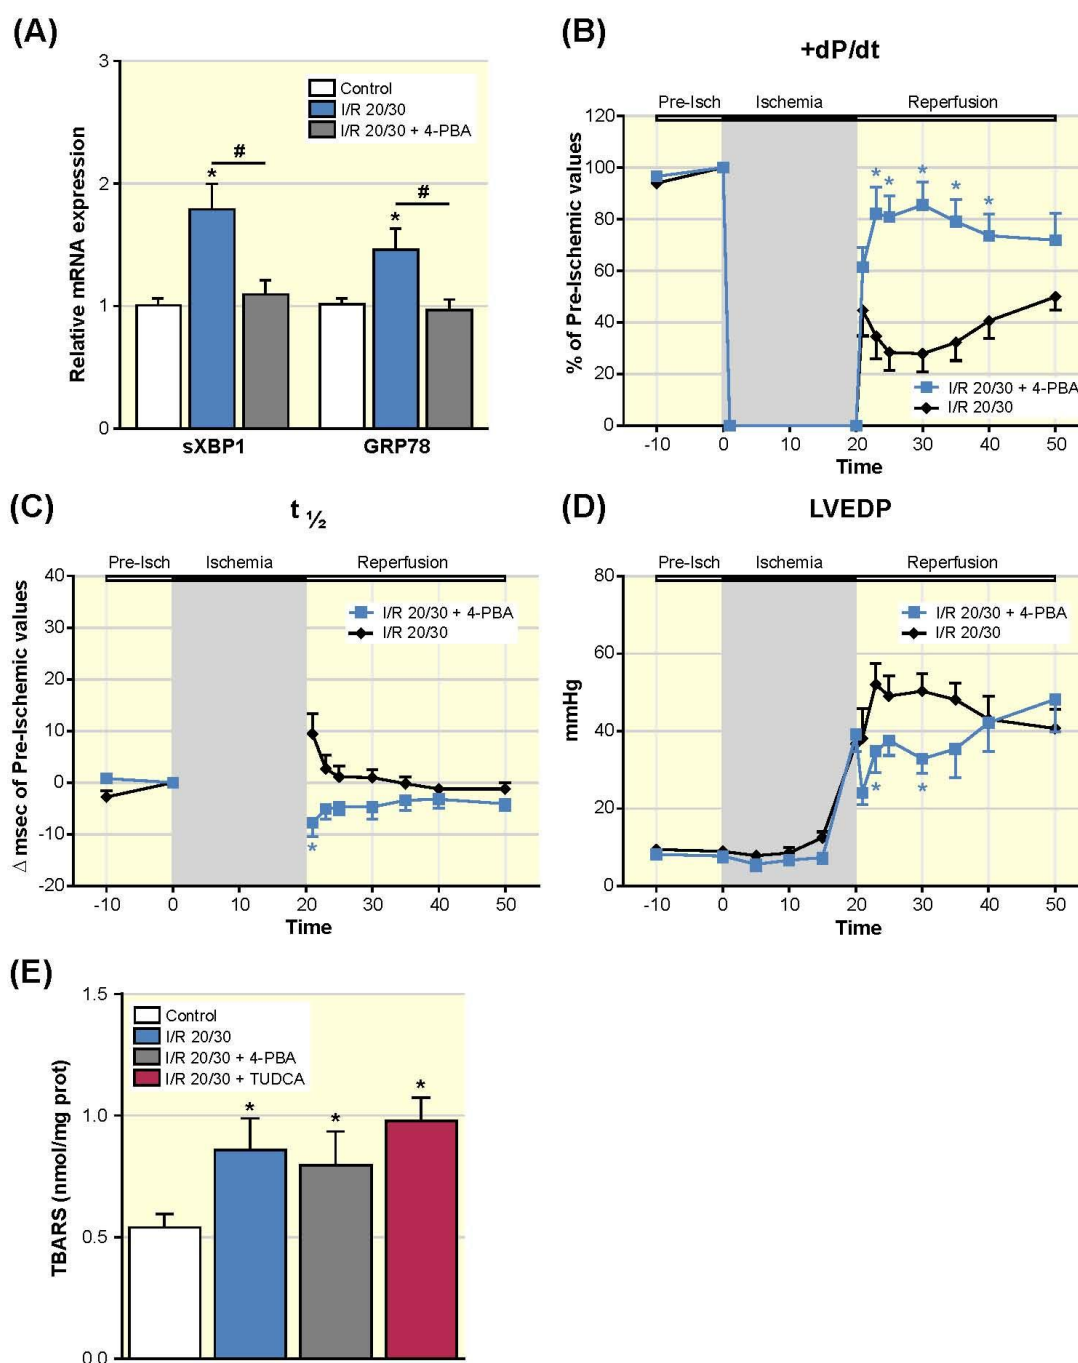 (A)
3
2
1
0
Relative mRNA expression
Control
I/R 20/30
I/R 20/30 + 4-PBA
#
*
#
*
sXBP1
GRP78
(B)
+dP/dt
Pre-Isch
Ischemia
Reperfusion
120
100
80
60
40
20
0
% of Pre-Ischemic values
* * * * *
I/R 20/30 + 4-PBA
I/R 20/30
-10 0 10 20 30 40 50
Time
(C)
t ½
Pre-Isch
Ischemia
Reperfusion
40
30
20
10
0
-10
-20
Δ msec of Pre-Ischemic values
I/R 20/30 + 4-PBA
I/R 20/30
*
-10 0 10 20 30 40 50
Time
(D)
LVEDP
Pre-Isch
Ischemia
Reperfusion
80
60
40
20
0
mmHg
I/R 20/30 + 4-PBA
I/R 20/30
* *
-10 0 10 20 30 40 50
Time
(E)
1.5
1.0
0.5
0.0
TBARS (nmol/mg prot)
Control
I/R 20/30
I/R 20/30 + 4-PBA
I/R 20/30 + TUDCA
* * *